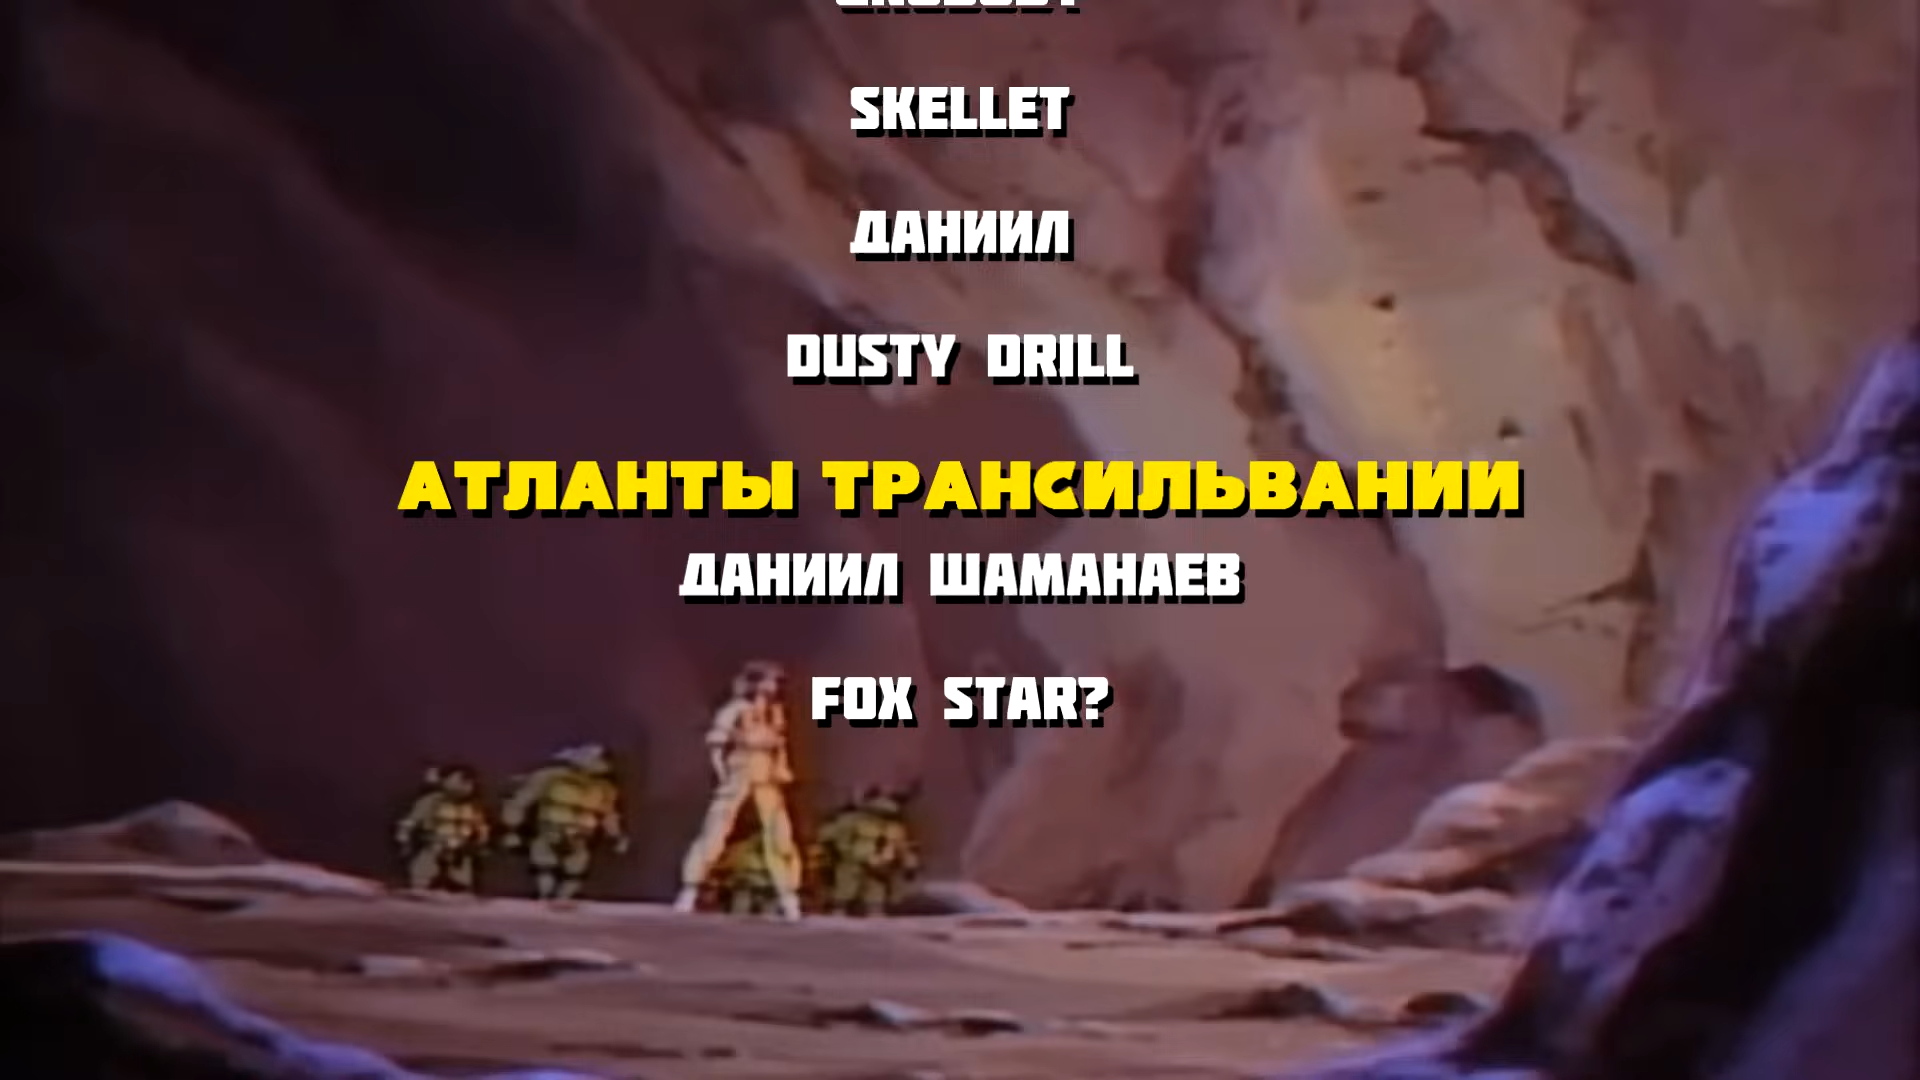 SKELLET
ДАНИИЛ
DUSTY DRILL
АТЛАНТЫ ТРАНСИЛЬВАНИИ
ДАНИИЛ ШАМАНАЕВ
FOX STAR?